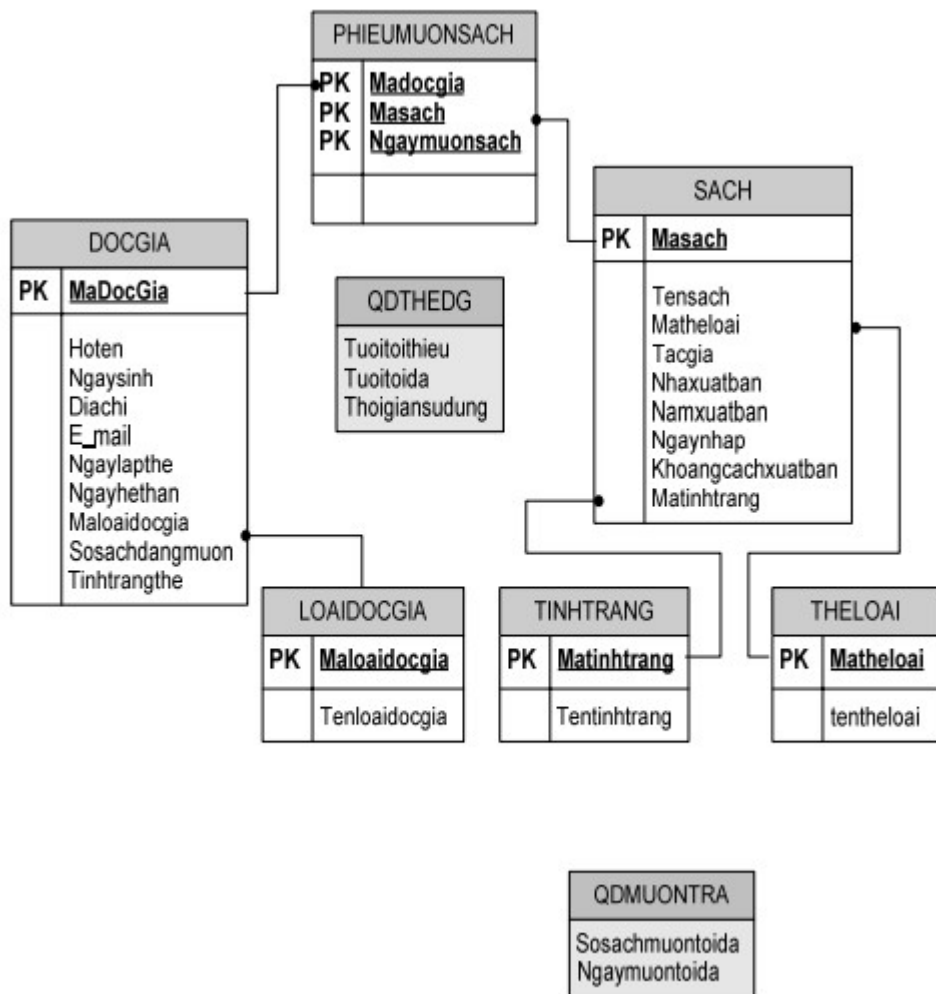 PHIEUMUONSACH
PK Madocgia
PK Masach
PK Ngaymuonsach
SACH
PK Masach
Tensach
Matheloai
Tacgia
Nhaxuatban
Namxuatban
Ngaynhap
Khoangcachxuatban
Matinhtrang
DOCGIA
PK MaDocGia
Hoten
Ngaysinh
Diachi
E_mail
Ngaylapthe
Ngayhethan
Maloaidocgia
Sosachdangmuon
Tinhtrangthe
QDTHEDG
Tuoitoithieu
Tuoitoida
Thoigiansudung
LOAIDOCGIA
PK Maloaidocgia
Tenloaidocgia
TINHTRANG
PK Matinhtrang
Tentinhtrang
THELOAI
PK Matheloai
tentheloai
QDMUONTRA
Sosachmuontoida
Ngaymuontoida